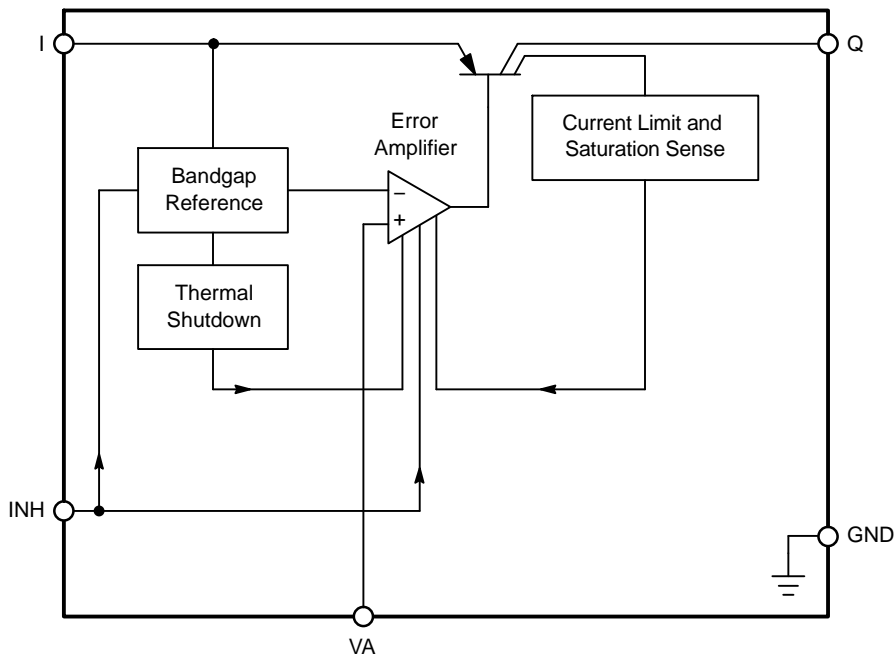 I
Q
Error
Amplifier
Current Limit and
Saturation Sense
Bandgap
Reference
−
+
Thermal
Shutdown
INH
GND
VA